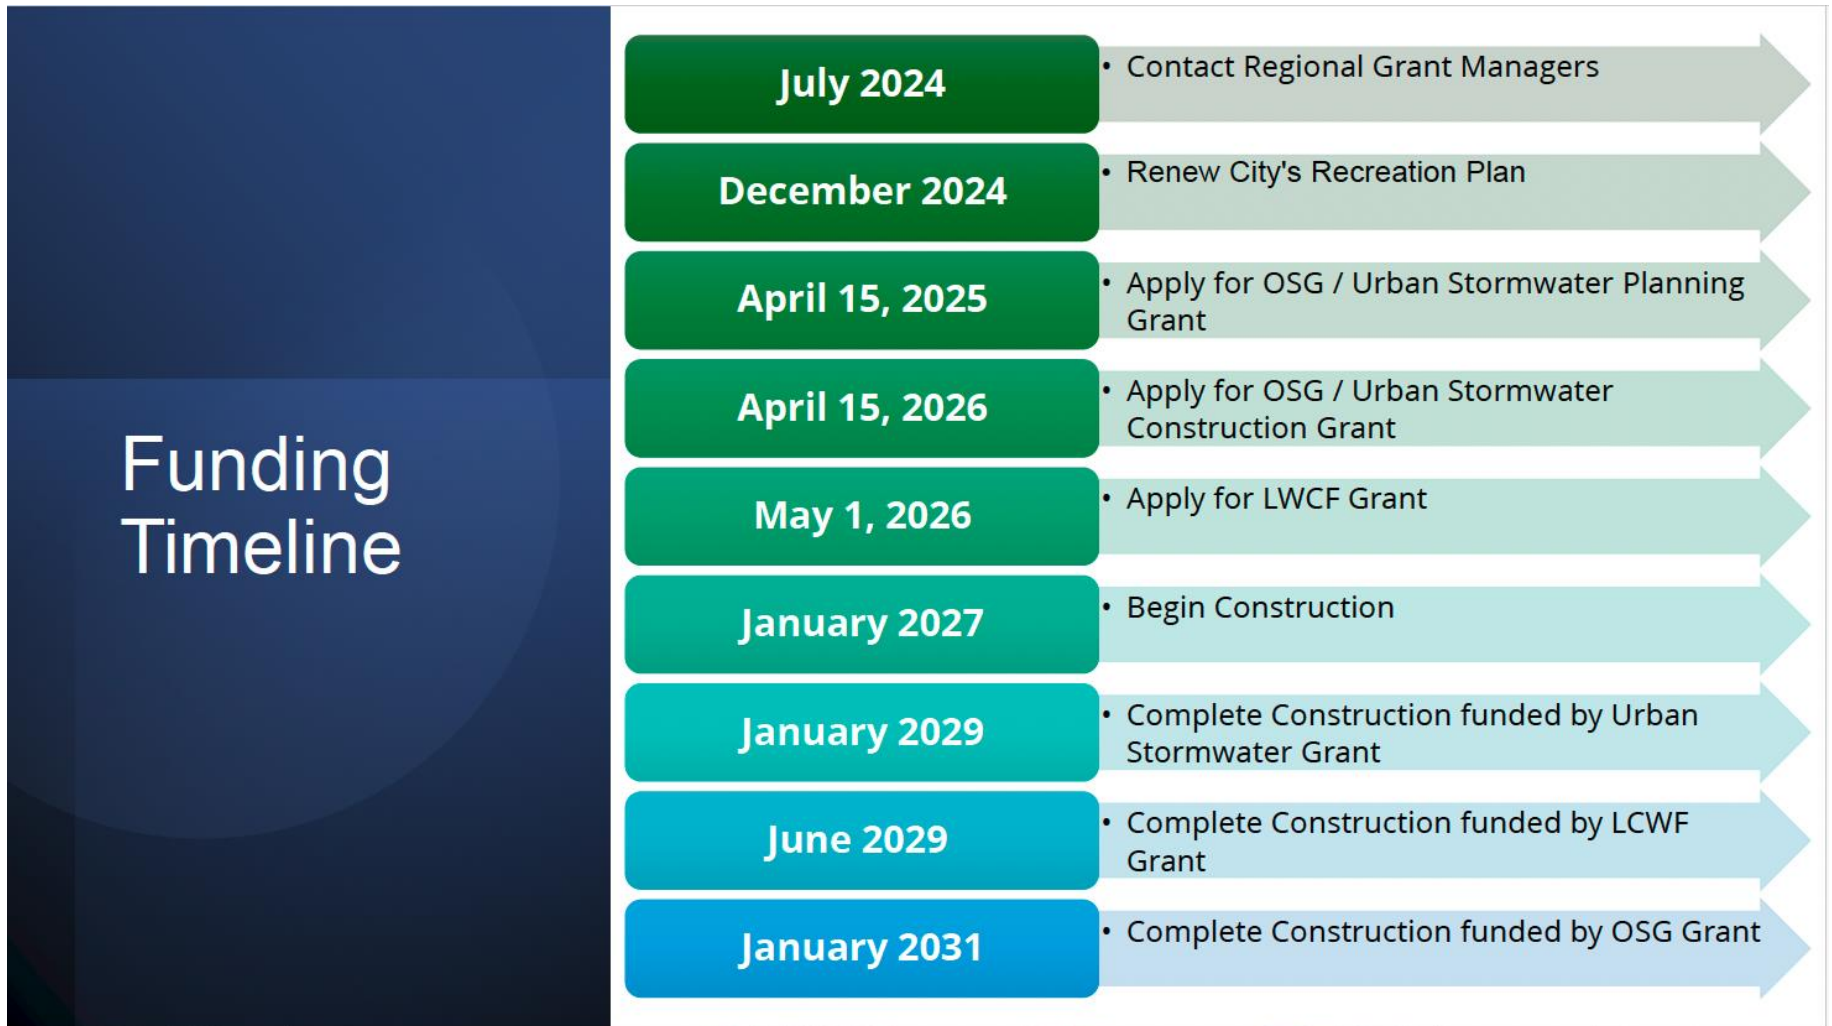 Funding
Timeline
July 2024
• Contact Regional Grant Managers
December 2024
• Renew City's Recreation Plan
April 15, 2025
• Apply for OSG / Urban Stormwater Planning
Grant
April 15, 2026
• Apply for OSG / Urban Stormwater
Construction Grant
May 1, 2026
• Apply for LWCF Grant
January 2027
• Begin Construction
January 2029
• Complete Construction funded by Urban
Stormwater Grant
June 2029
• Complete Construction funded by LCWF
Grant
January 2031
• Complete Construction funded by OSG Grant